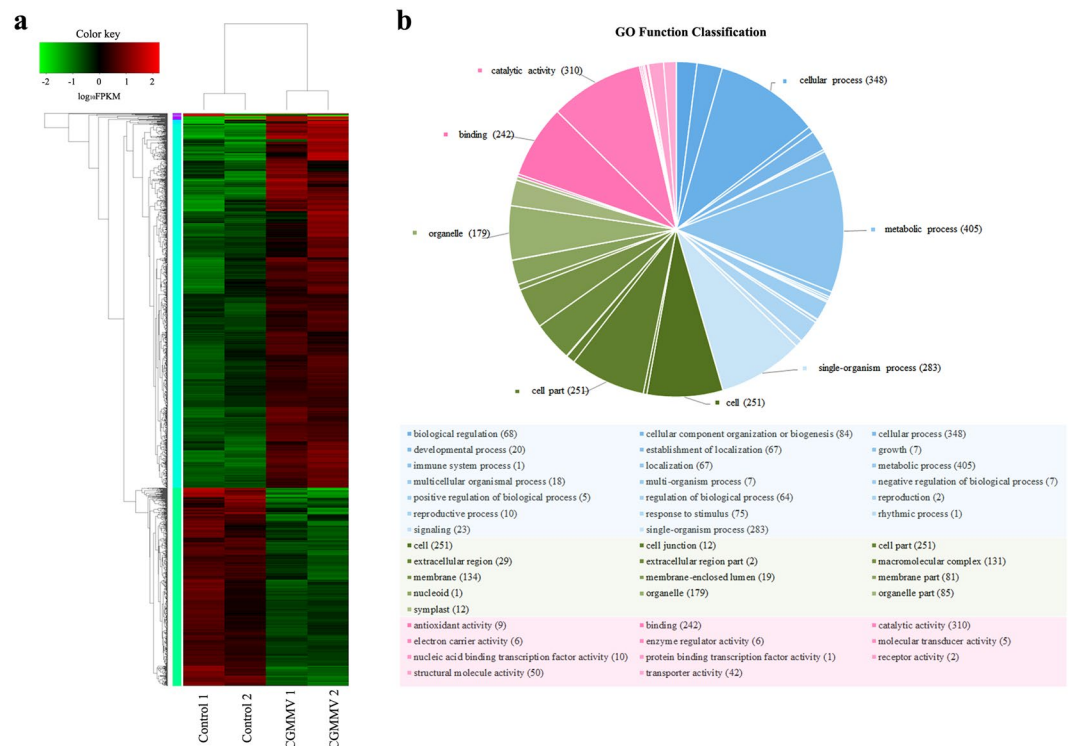 a
Color key
-2 -1 0 1 2
log₁₀FPKM
Control 1
Control 2
CGMMV 1
CGMMV 2
b
GO Function Classification
catalytic activity (310)
cellular process (348)
binding (242)
organelle (179)
metabolic process (405)
single-organism process (283)
cell part (251)
cell (251)
biological regulation (68) cellular component organization or biogenesis (84) cellular process (348)
developmental process (20) establishment of localization (67) growth (7)
immune system process (1) localization (67) metabolic process (405)
multicellular organismal process (18) multi-organism process (7) negative regulation of biological process (7)
positive regulation of biological process (5) regulation of biological process (64) reproduction (2)
reproductive process (10) response to stimulus (75) rhythmic process (1)
signaling (23) single-organism process (283)
cell (251) cell junction (12) cell part (251)
extracellular region (29) extracellular region part (2) macromolecular complex (131)
membrane (134) membrane-enclosed lumen (19) membrane part (81)
nucleoid (1) organelle (179) organelle part (85)
symplast (12)
antioxidant activity (9) binding (242) catalytic activity (310)
electron carrier activity (6) enzyme regulator activity (6) molecular transducer activity (5)
nucleic acid binding transcription factor activity (10) protein binding transcription factor activity (1) receptor activity (2)
structural molecule activity (50) transporter activity (42)